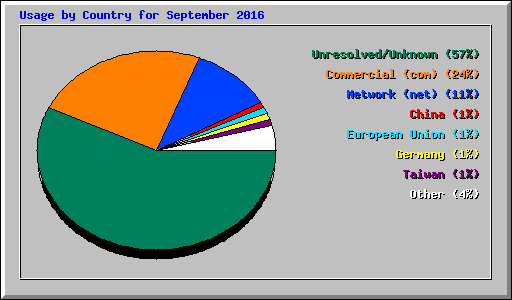 Usage by Country for September 2016
Unresolved/Unknown (57%)
Commercial (com) (24%)
Network (net) (11%)
China (1%)
European Union (1%)
Germany (1%)
Taiwan (1%)
Other (4%)